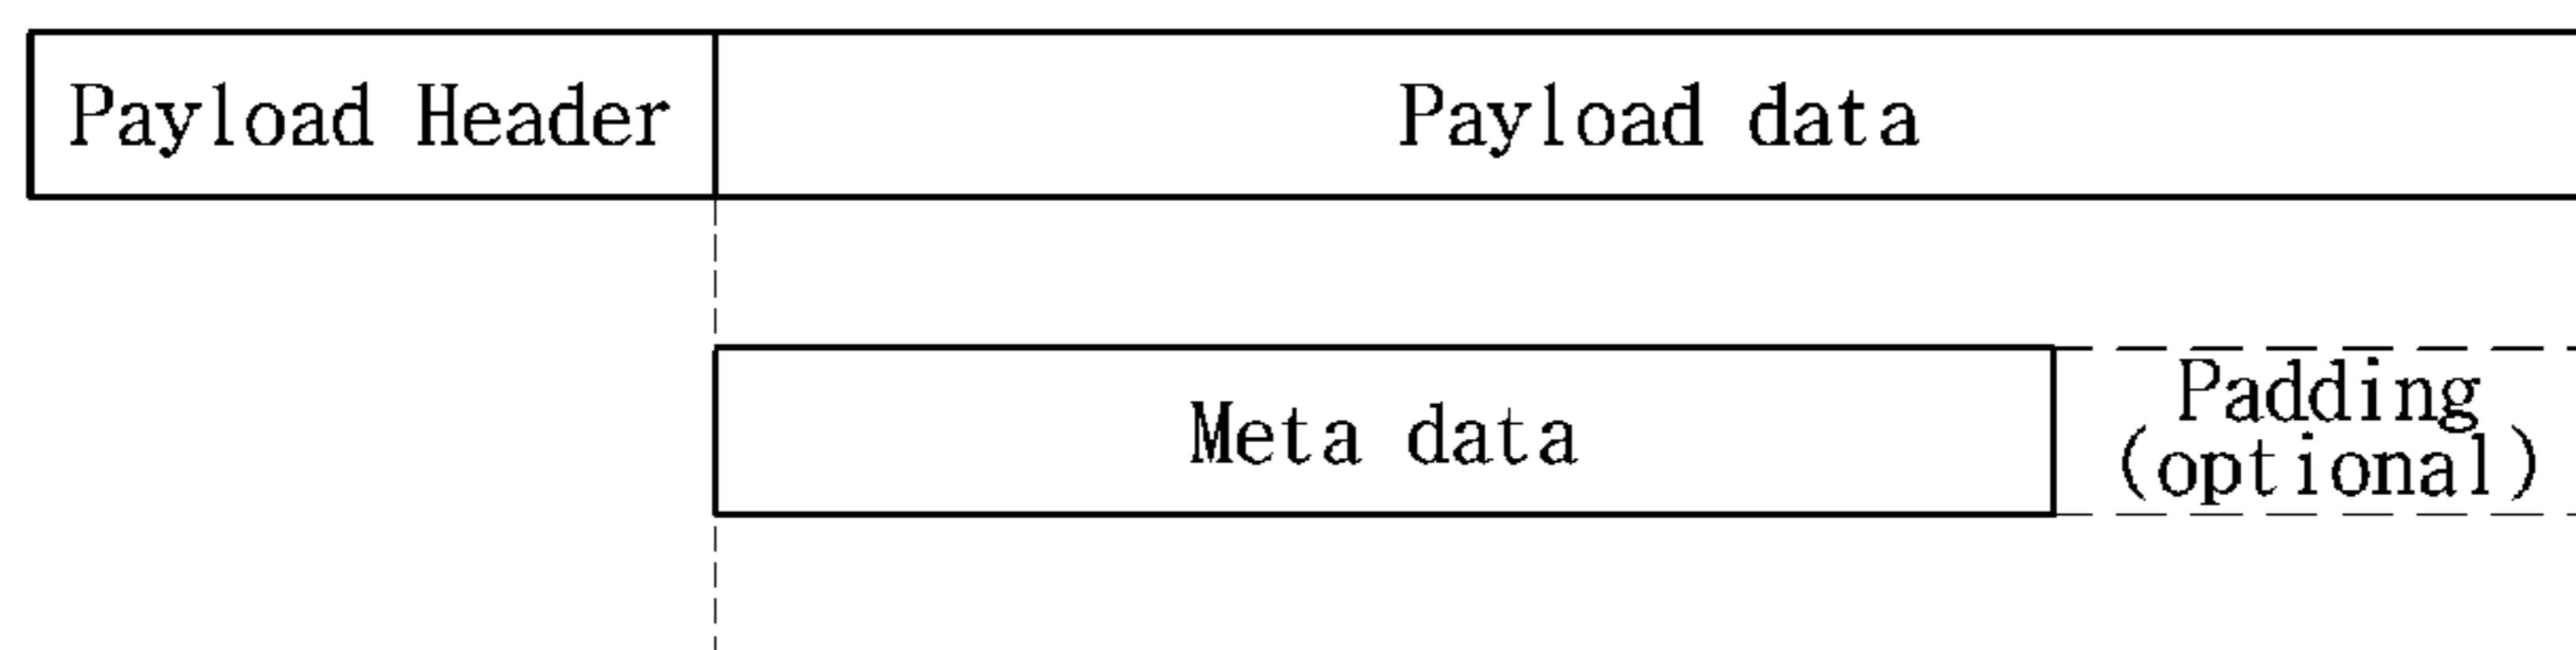 Payload Header
Payload data
Meta data
Padding
(optional)